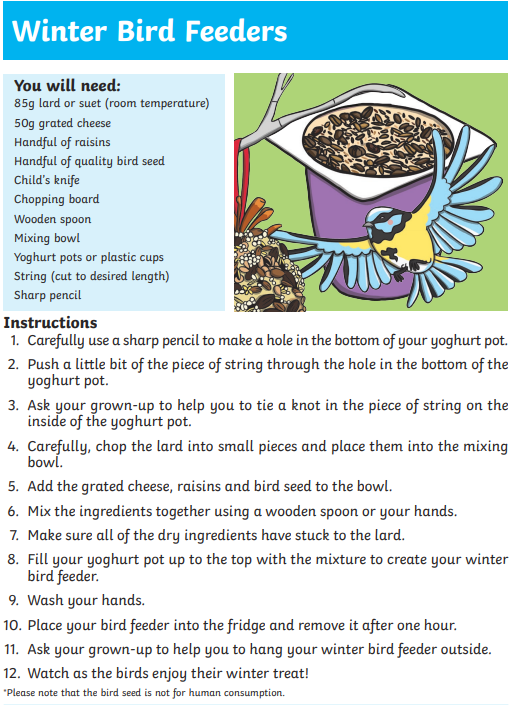 Winter Bird Feeders
You will need:
85g lard or suet (room temperature)
50g grated cheese
Handful of raisins
Handful of quality bird seed
Child's knife
Chopping board
Wooden spoon
Mixing bowl
Yoghurt pots or plastic cups
String (cut to desired length)
Sharp pencil
Instructions
1. Carefully use a sharp pencil to make a hole in the bottom of your yoghurt pot.
2. Push a little bit of the piece of string through the hole in the bottom of the
yoghurt pot.
3. Ask your grown-up to help you to tie a knot in the piece of string on the
inside of the yoghurt pot.
4. Carefully, chop the lard into small pieces and place them into the mixing
bowl.
5. Add the grated cheese, raisins and bird seed to the bowl.
6. Mix the ingredients together using a wooden spoon or your hands.
7. Make sure all of the dry ingredients have stuck to the lard.
8. Fill your yoghurt pot up to the top with the mixture to create your winter
bird feeder.
9. Wash your hands.
10. Place your bird feeder into the fridge and remove it after one hour.
11. Ask your grown-up to help you to hang your winter bird feeder outside.
12. Watch as the birds enjoy their winter treat!
*Please note that the bird seed is not for human consumption.